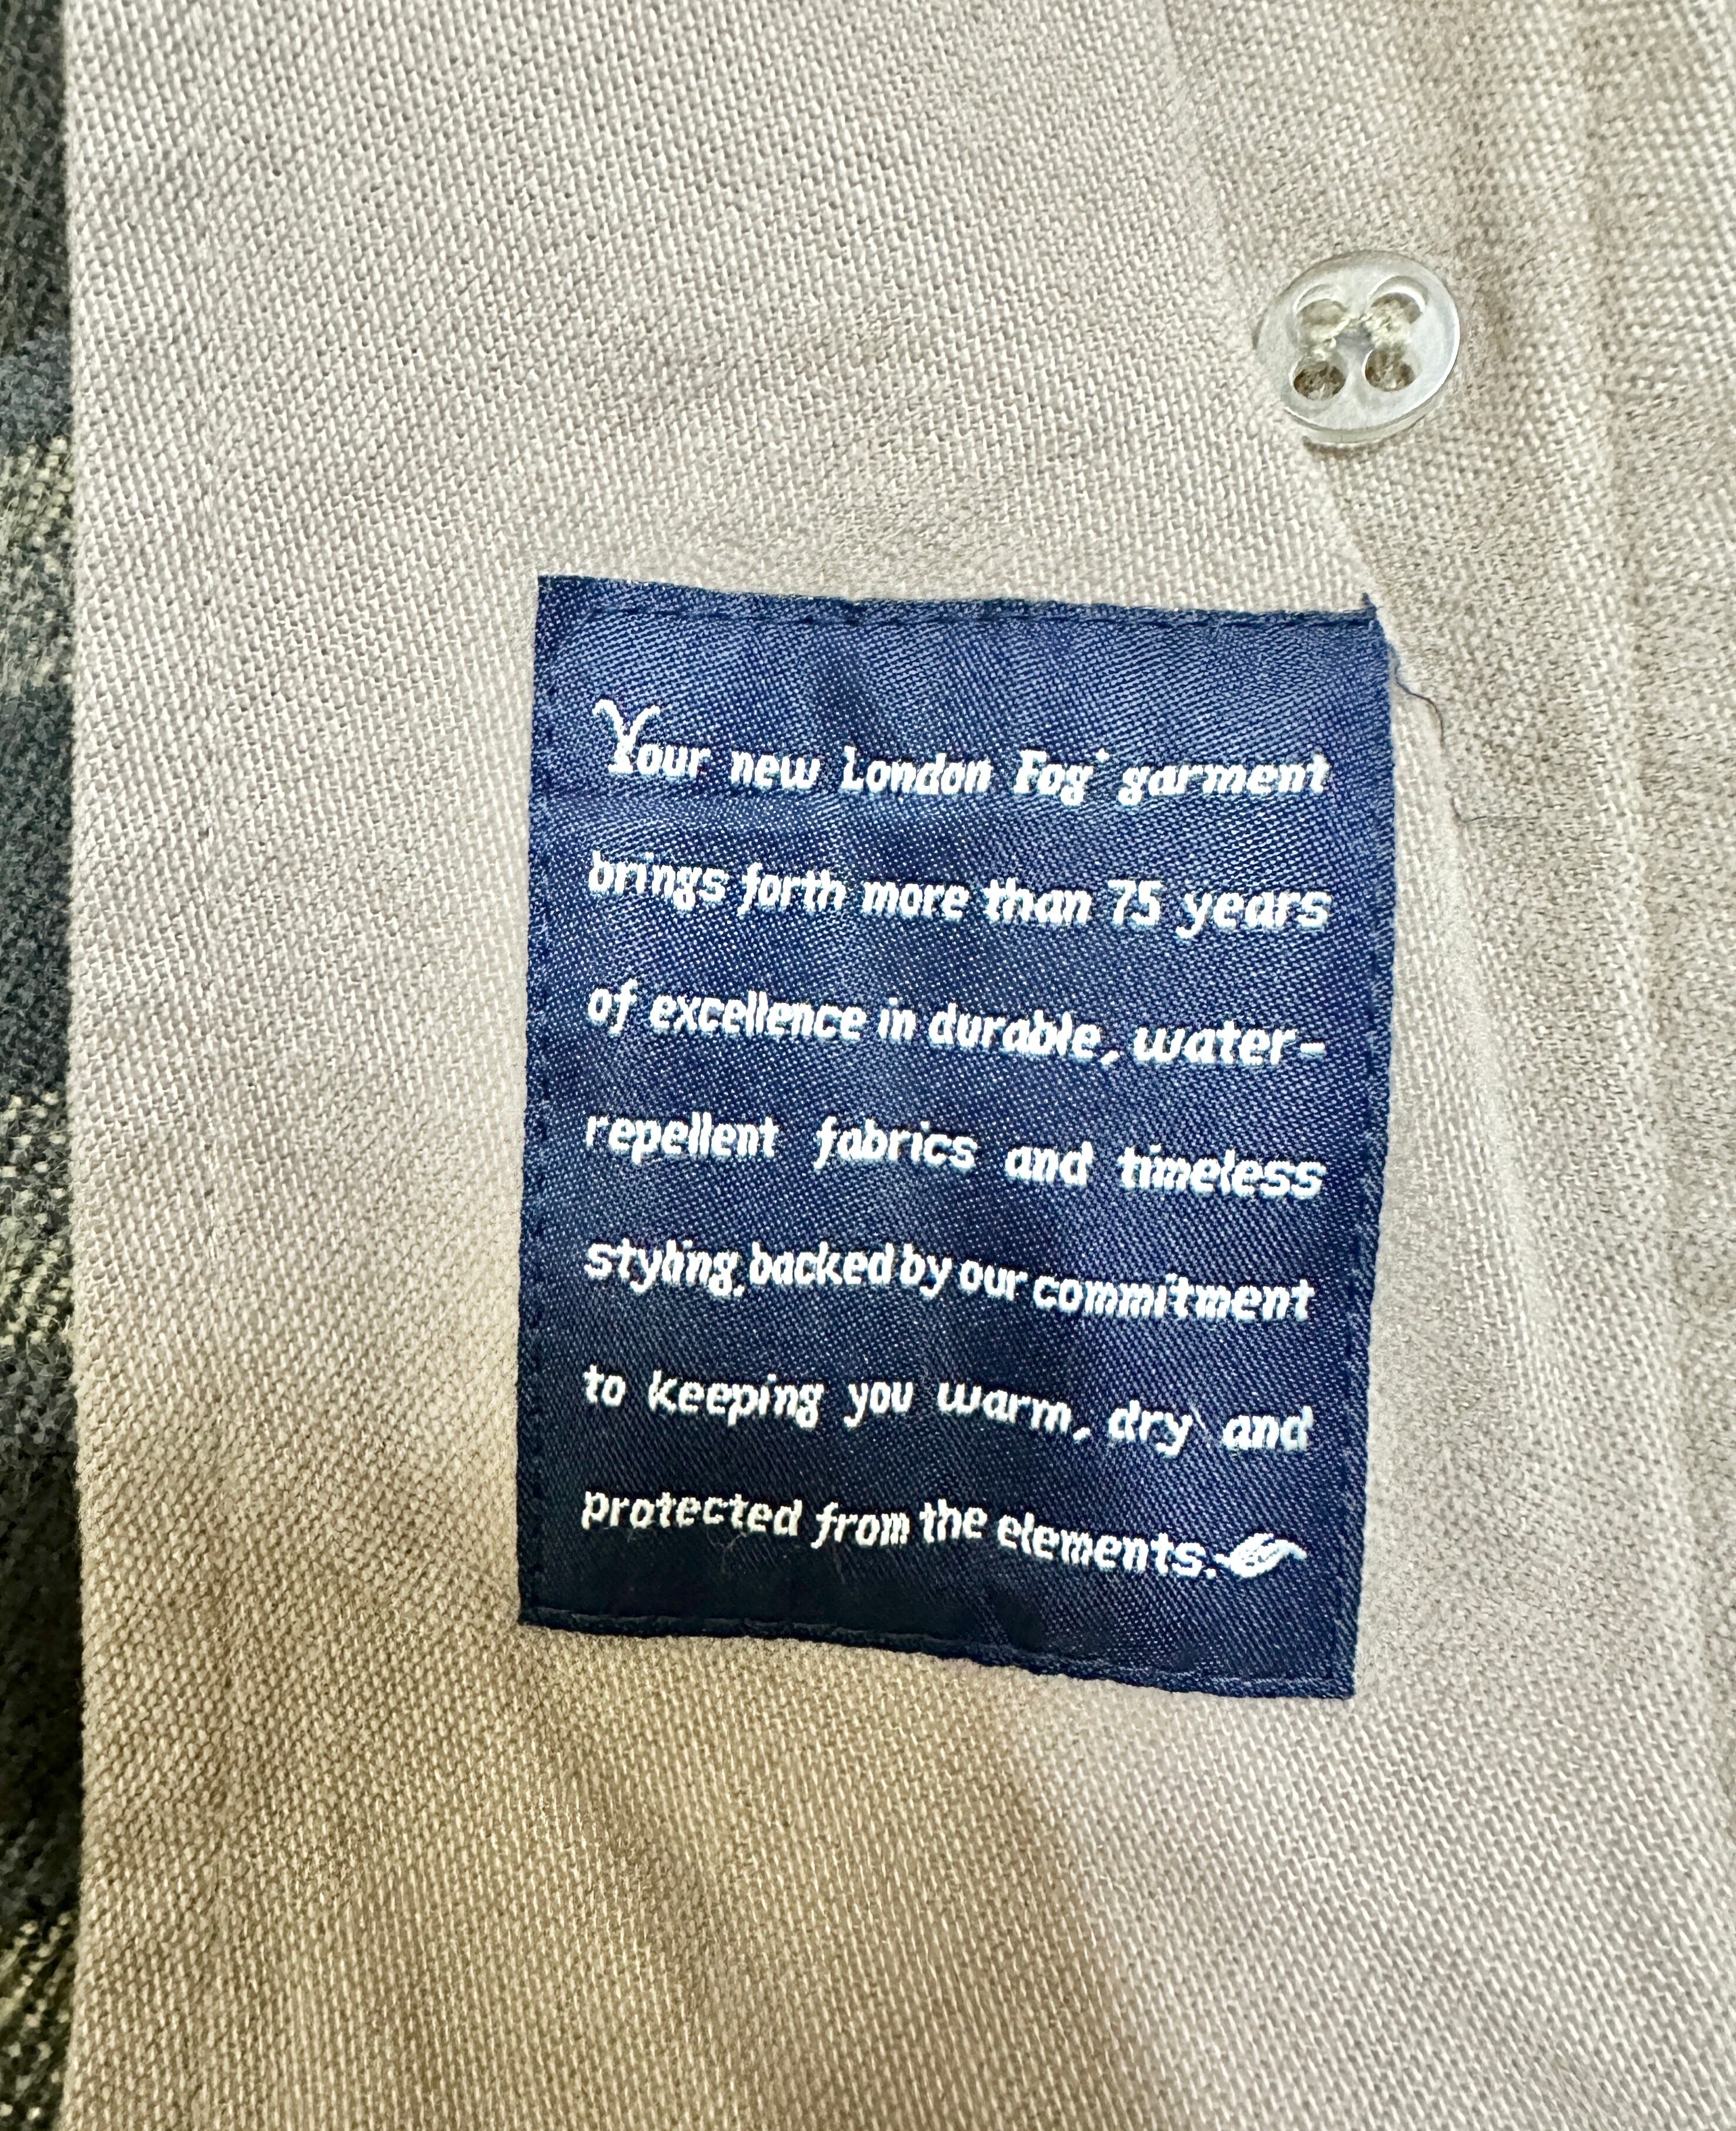 Your new London Fog® garment
brings forth more than 75 years
of excellence in durable, water-
repellent fabrics and timeless
styling, backed by our commitment
to keeping you warm, dry and
protected from the elements.